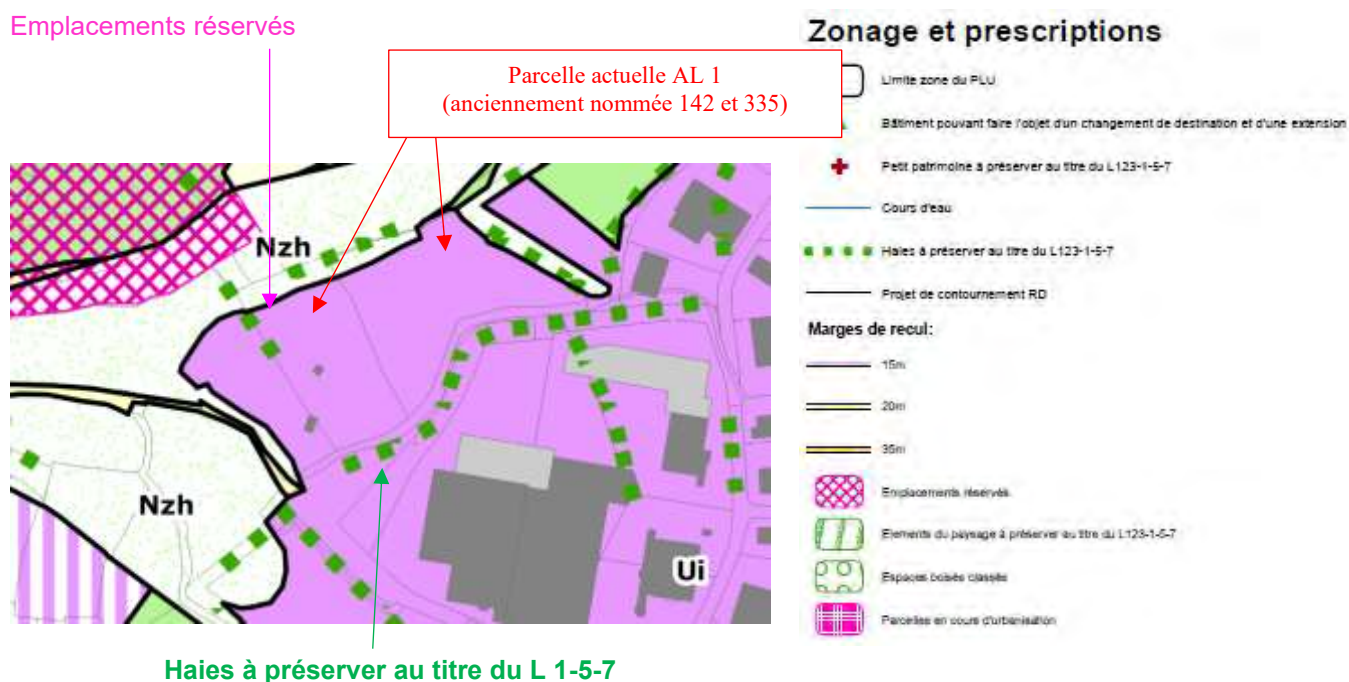 Emplacements réservés
Parcelle actuelle AL 1
(anciennement nommée 142 et 335)
Nzh
Nzh
Ui
Haies à préserver au titre du L 1-5-7
Zonage et prescriptions
Limite zone du PLU
Bâtiment pouvant faire l'objet d'un changement de destination et d'une extension
Petit patrimoine à préserver au titre du L123-1-5-7
Cours d'eau
Haies à préserver au titre du L123-1-5-7
Projet de contournement RD
Marges de recul:
15m
20m
35m
Emplacements réservés
Elements du paysage à préserver au titre du L123-1-5-7
Espaces boisés classés
Parcelles en cours d'urbanisation